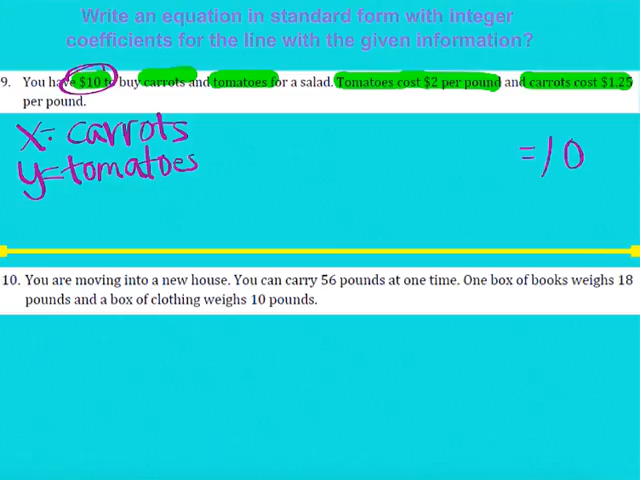 Write an equation in standard form with integer
coefficients for the line with the given information?
9. You have $10 to buy carrots and tomatoes for a salad. Tomatoes cost $2 per pound and carrots cost $1.25
per pound.
x= carrots
y=tomatoes
=10
10. You are moving into a new house. You can carry 56 pounds at one time. One box of books weighs 18
pounds and a box of clothing weighs 10 pounds.